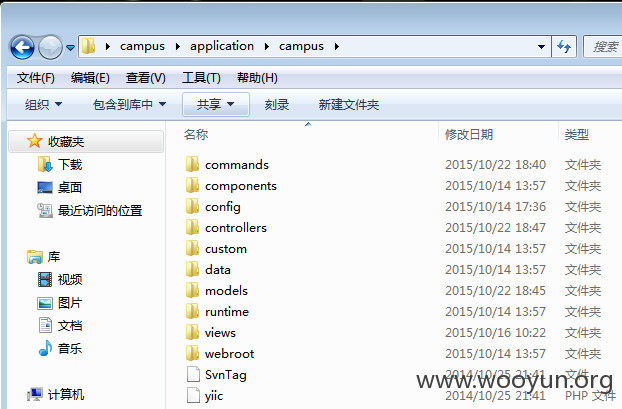 campus application campus 搜索
文件(F) 编辑(E) 查看(V) 工具(T) 帮助(H)
组织 包含到库中 共享 刻录 新建文件夹
收藏夹
下载
桌面
最近访问的位置
库
视频
图片
文档
音乐
计算机
名称 修改日期 类型
commands 2015/10/22 18:40 文件夹
components 2015/10/14 13:57 文件夹
config 2015/10/14 17:36 文件夹
controllers 2015/10/22 18:47 文件夹
custom 2015/10/14 13:57 文件夹
data 2015/10/14 13:57 文件夹
models 2015/10/22 18:45 文件夹
runtime 2015/10/14 13:57 文件夹
views 2015/10/16 10:22 文件夹
webroot 2015/10/14 13:57 文件夹
SvnTag 2014/10/25 21:41 文件
yiic 2014/10/25 21:41 PHP 文件
www.wooyun.org